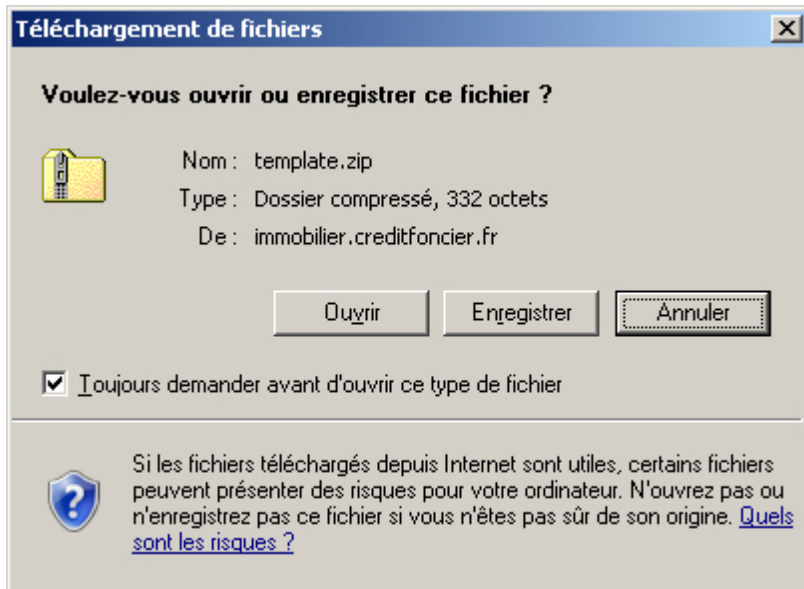 Téléchargement de fichiers
Voulez-vous ouvrir ou enregistrer ce fichier ?
Nom : template.zip
Type : Dossier compressé, 332 octets
De : immobilier.creditfoncier.fr
Ouvrir Enregistrer Annuler
Toujours demander avant d'ouvrir ce type de fichier
Si les fichiers téléchargés depuis Internet sont utiles, certains fichiers
peuvent présenter des risques pour votre ordinateur. N'ouvrez pas ou
n'enregistrez pas ce fichier si vous n'êtes pas sûr de son origine. Quels
sont les risques ?